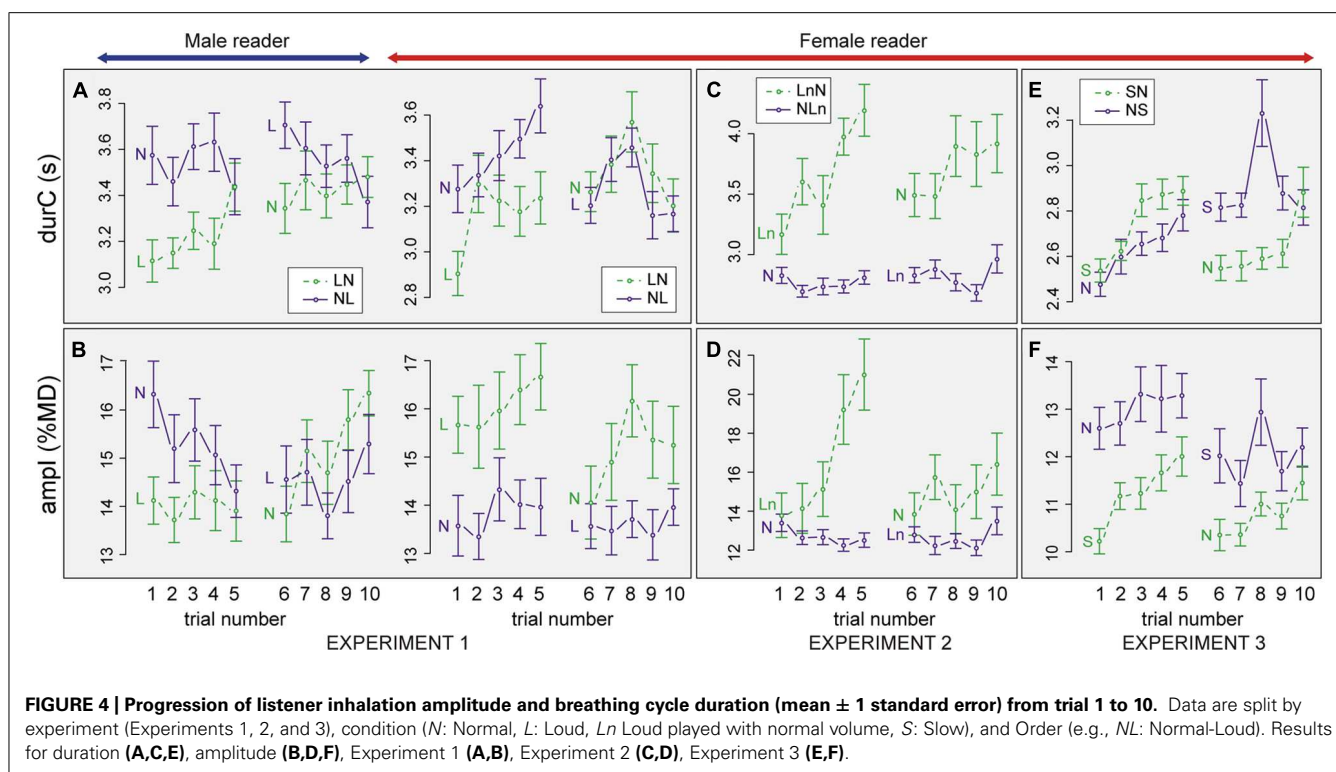 Male reader
Female reader
A
3.8
3.6
3.4
3.2
3.0
durC (s)
N
L
L
N
LN
NL
3.6
3.4
3.2
3.0
2.8
N
L
N
L
LN
NL
C
LnN
NLn
4.0
3.5
3.0
Ln
N
N
Ln
E
SN
NS
3.2
3.0
2.8
2.6
2.4
S
N
S
N
B
17
16
15
14
13
ampl (%MD)
N
L
L
N
17
16
15
14
13
L
N
N
L
D
22
20
18
16
14
12
Ln
N
N
Ln
F
14
13
12
11
10
N
S
S
N
1 2 3 4 5 6 7 8 9 10
1 2 3 4 5 6 7 8 9 10
1 2 3 4 5 6 7 8 9 10
1 2 3 4 5 6 7 8 9 10
trial number trial number trial number trial number
EXPERIMENT 1 EXPERIMENT 2 EXPERIMENT 3
FIGURE 4 | Progression of listener inhalation amplitude and breathing cycle duration (mean ± 1 standard error) from trial 1 to 10. Data are split by
experiment (Experiments 1, 2, and 3), condition (N: Normal, L: Loud, Ln Loud played with normal volume, S: Slow), and Order (e.g., NL: Normal-Loud). Results
for duration (A,C,E), amplitude (B,D,F), Experiment 1 (A,B), Experiment 2 (C,D), Experiment 3 (E,F).